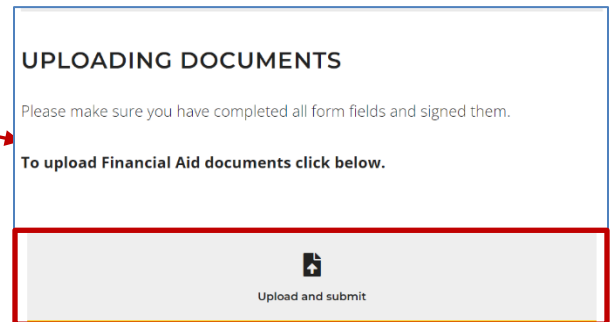 UPLOADING DOCUMENTS
Please make sure you have completed all form fields and signed them.
To upload Financial Aid documents click below.
Upload and submit